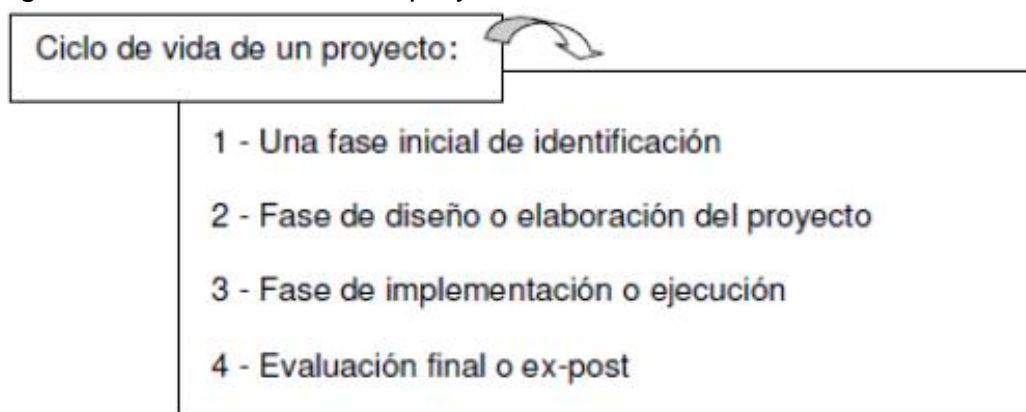 Ciclo de vida de un proyecto:
1 - Una fase inicial de identificación
2 - Fase de diseño o elaboración del proyecto
3 - Fase de implementación o ejecución
4 - Evaluación final o ex-post